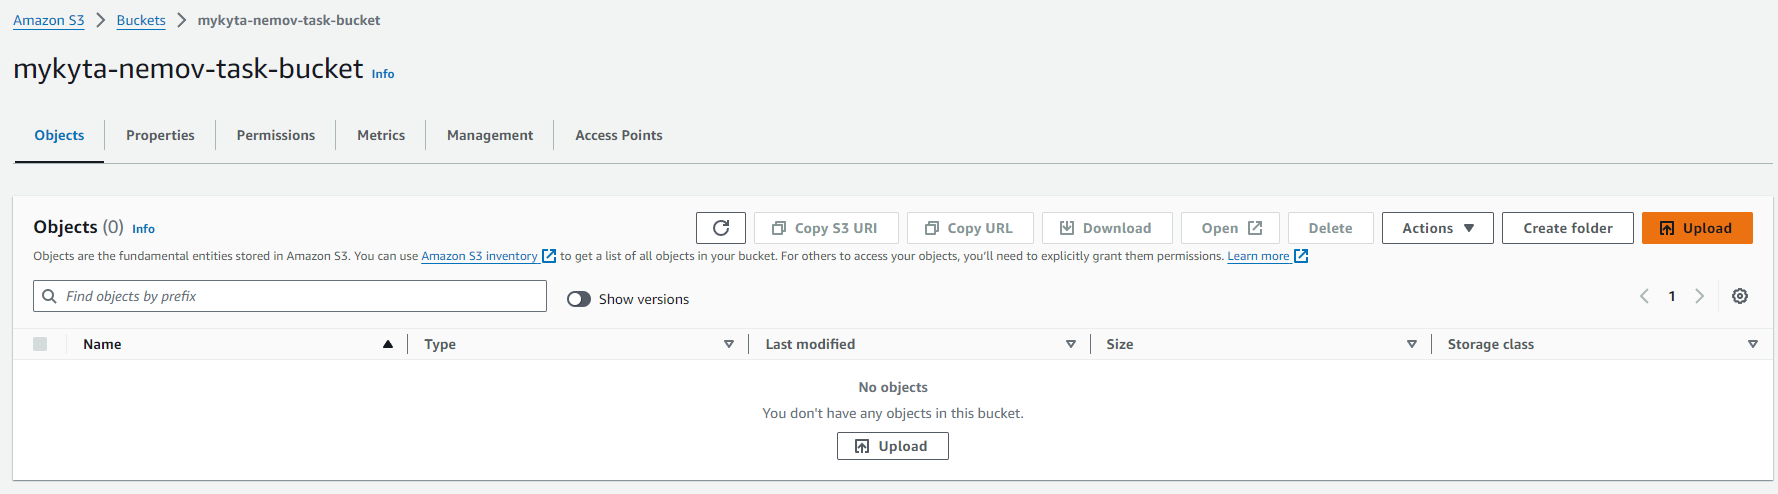 Amazon S3 > Buckets > mykyta-nemov-task-bucket
mykyta-nemov-task-bucket Info
Objects Properties Permissions Metrics Management Access Points
Objects (0) Info Copy S3 URI Copy URL Download Open Delete Actions Create folder Upload
Objects are the fundamental entities stored in Amazon S3. You can use Amazon S3 inventory to get a list of all objects in your bucket. For others to access your objects, you'll need to explicitly grant them permissions. Learn more
Find objects by prefix Show versions 1
Name Type Last modified Size Storage class
No objects
You don't have any objects in this bucket.
Upload